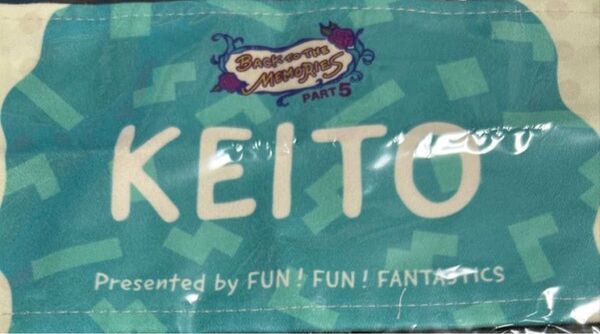 BACK TO THE
MEMORIES
PART 5
KEITO
Presented by FUN! FUN! FANTASTICS